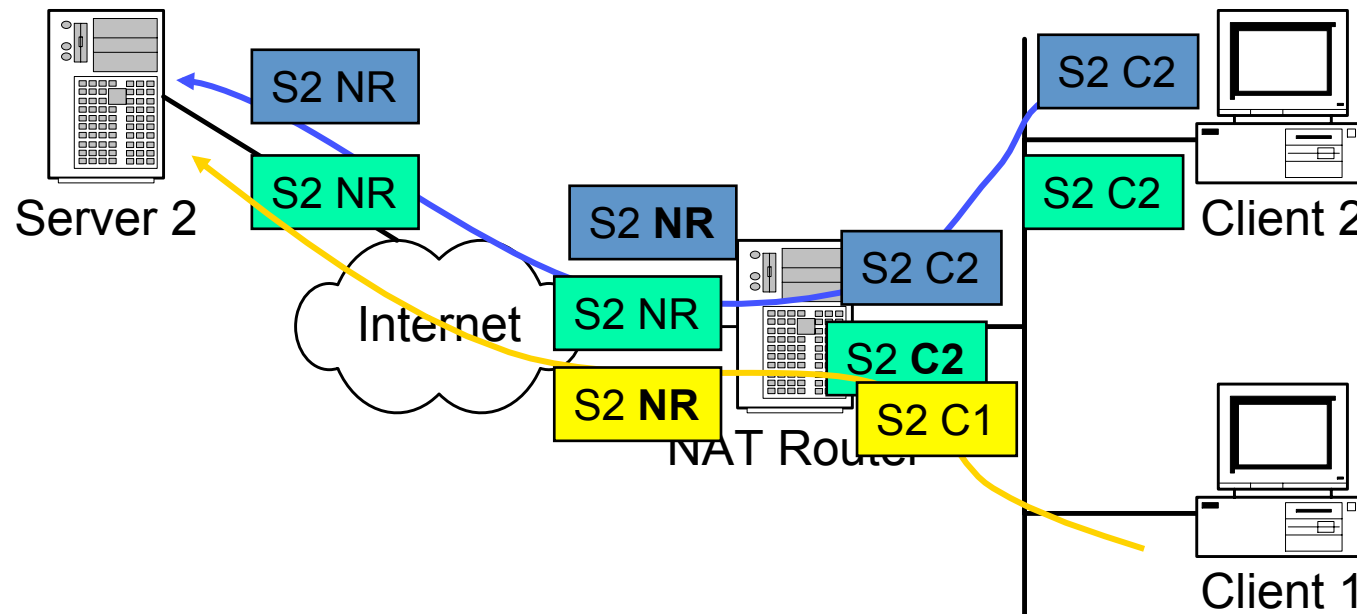 S2 NR
S2 C2
S2 NR
S2 C2
Server 2
S2 NR
Client 2
S2 C2
Internet
S2 NR
S2 C2
S2 NR
S2 C1
NAT Router
Client 1